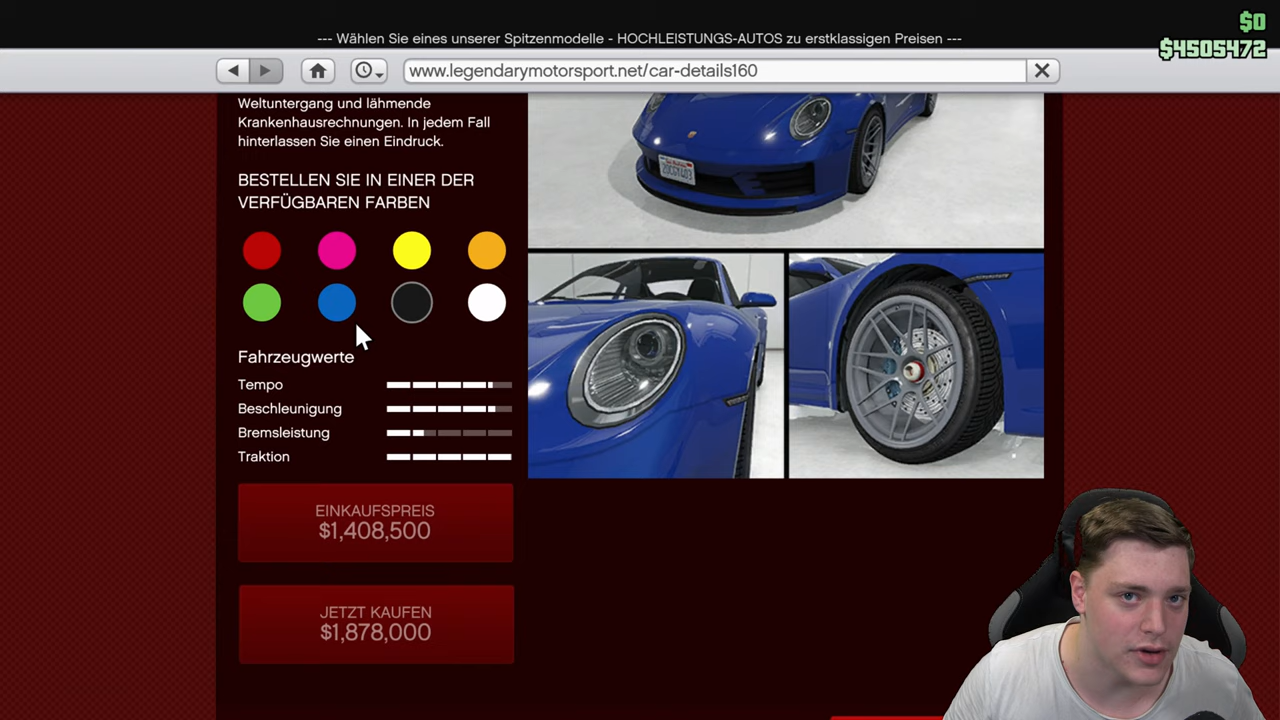 $0
$4505472
--- Wählen Sie eines unserer Spitzenmodelle - HOCHLEISTUNGS-AUTOS zu erstklassigen Preisen ---
www.legendarymotorsport.net/car-details160
Weltuntergang und lähmende
Krankenhausrechnungen. In jedem Fall
hinterlassen Sie einen Eindruck.
BESTELLEN SIE IN EINER DER
VERFÜGBAREN FARBEN
Fahrzeugwerte
Tempo
Beschleunigung
Bremsleistung
Traktion
EINKAUFSPREIS
$1,408,500
JETZT KAUFEN
$1,878,000